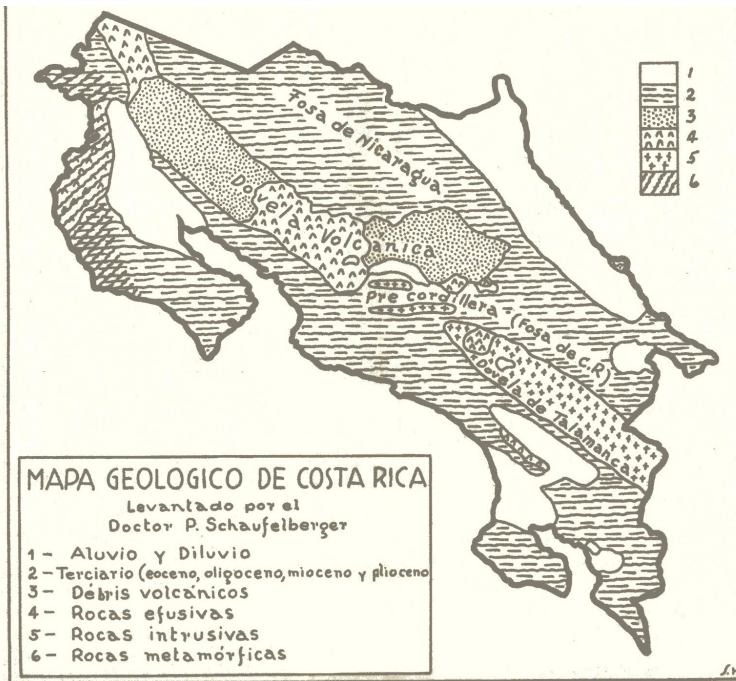 Fosa de Nicaragua
Dovela Volcanica
Pre cordillera - (Fosa de C.R)
Dovela de Talamanca
1
2
3
4
5
6
MAPA GEOLOGICO DE COSTA RICA
Levantado por el
Doctor P. Schaufelberger
1- Aluvio y Diluvio
2- Terciario (eoceno, oligoceno, mioceno y plioceno
3- Débris volcánicos
4- Rocas efusivas
5- Rocas intrusivas
6- Rocas metamórficas